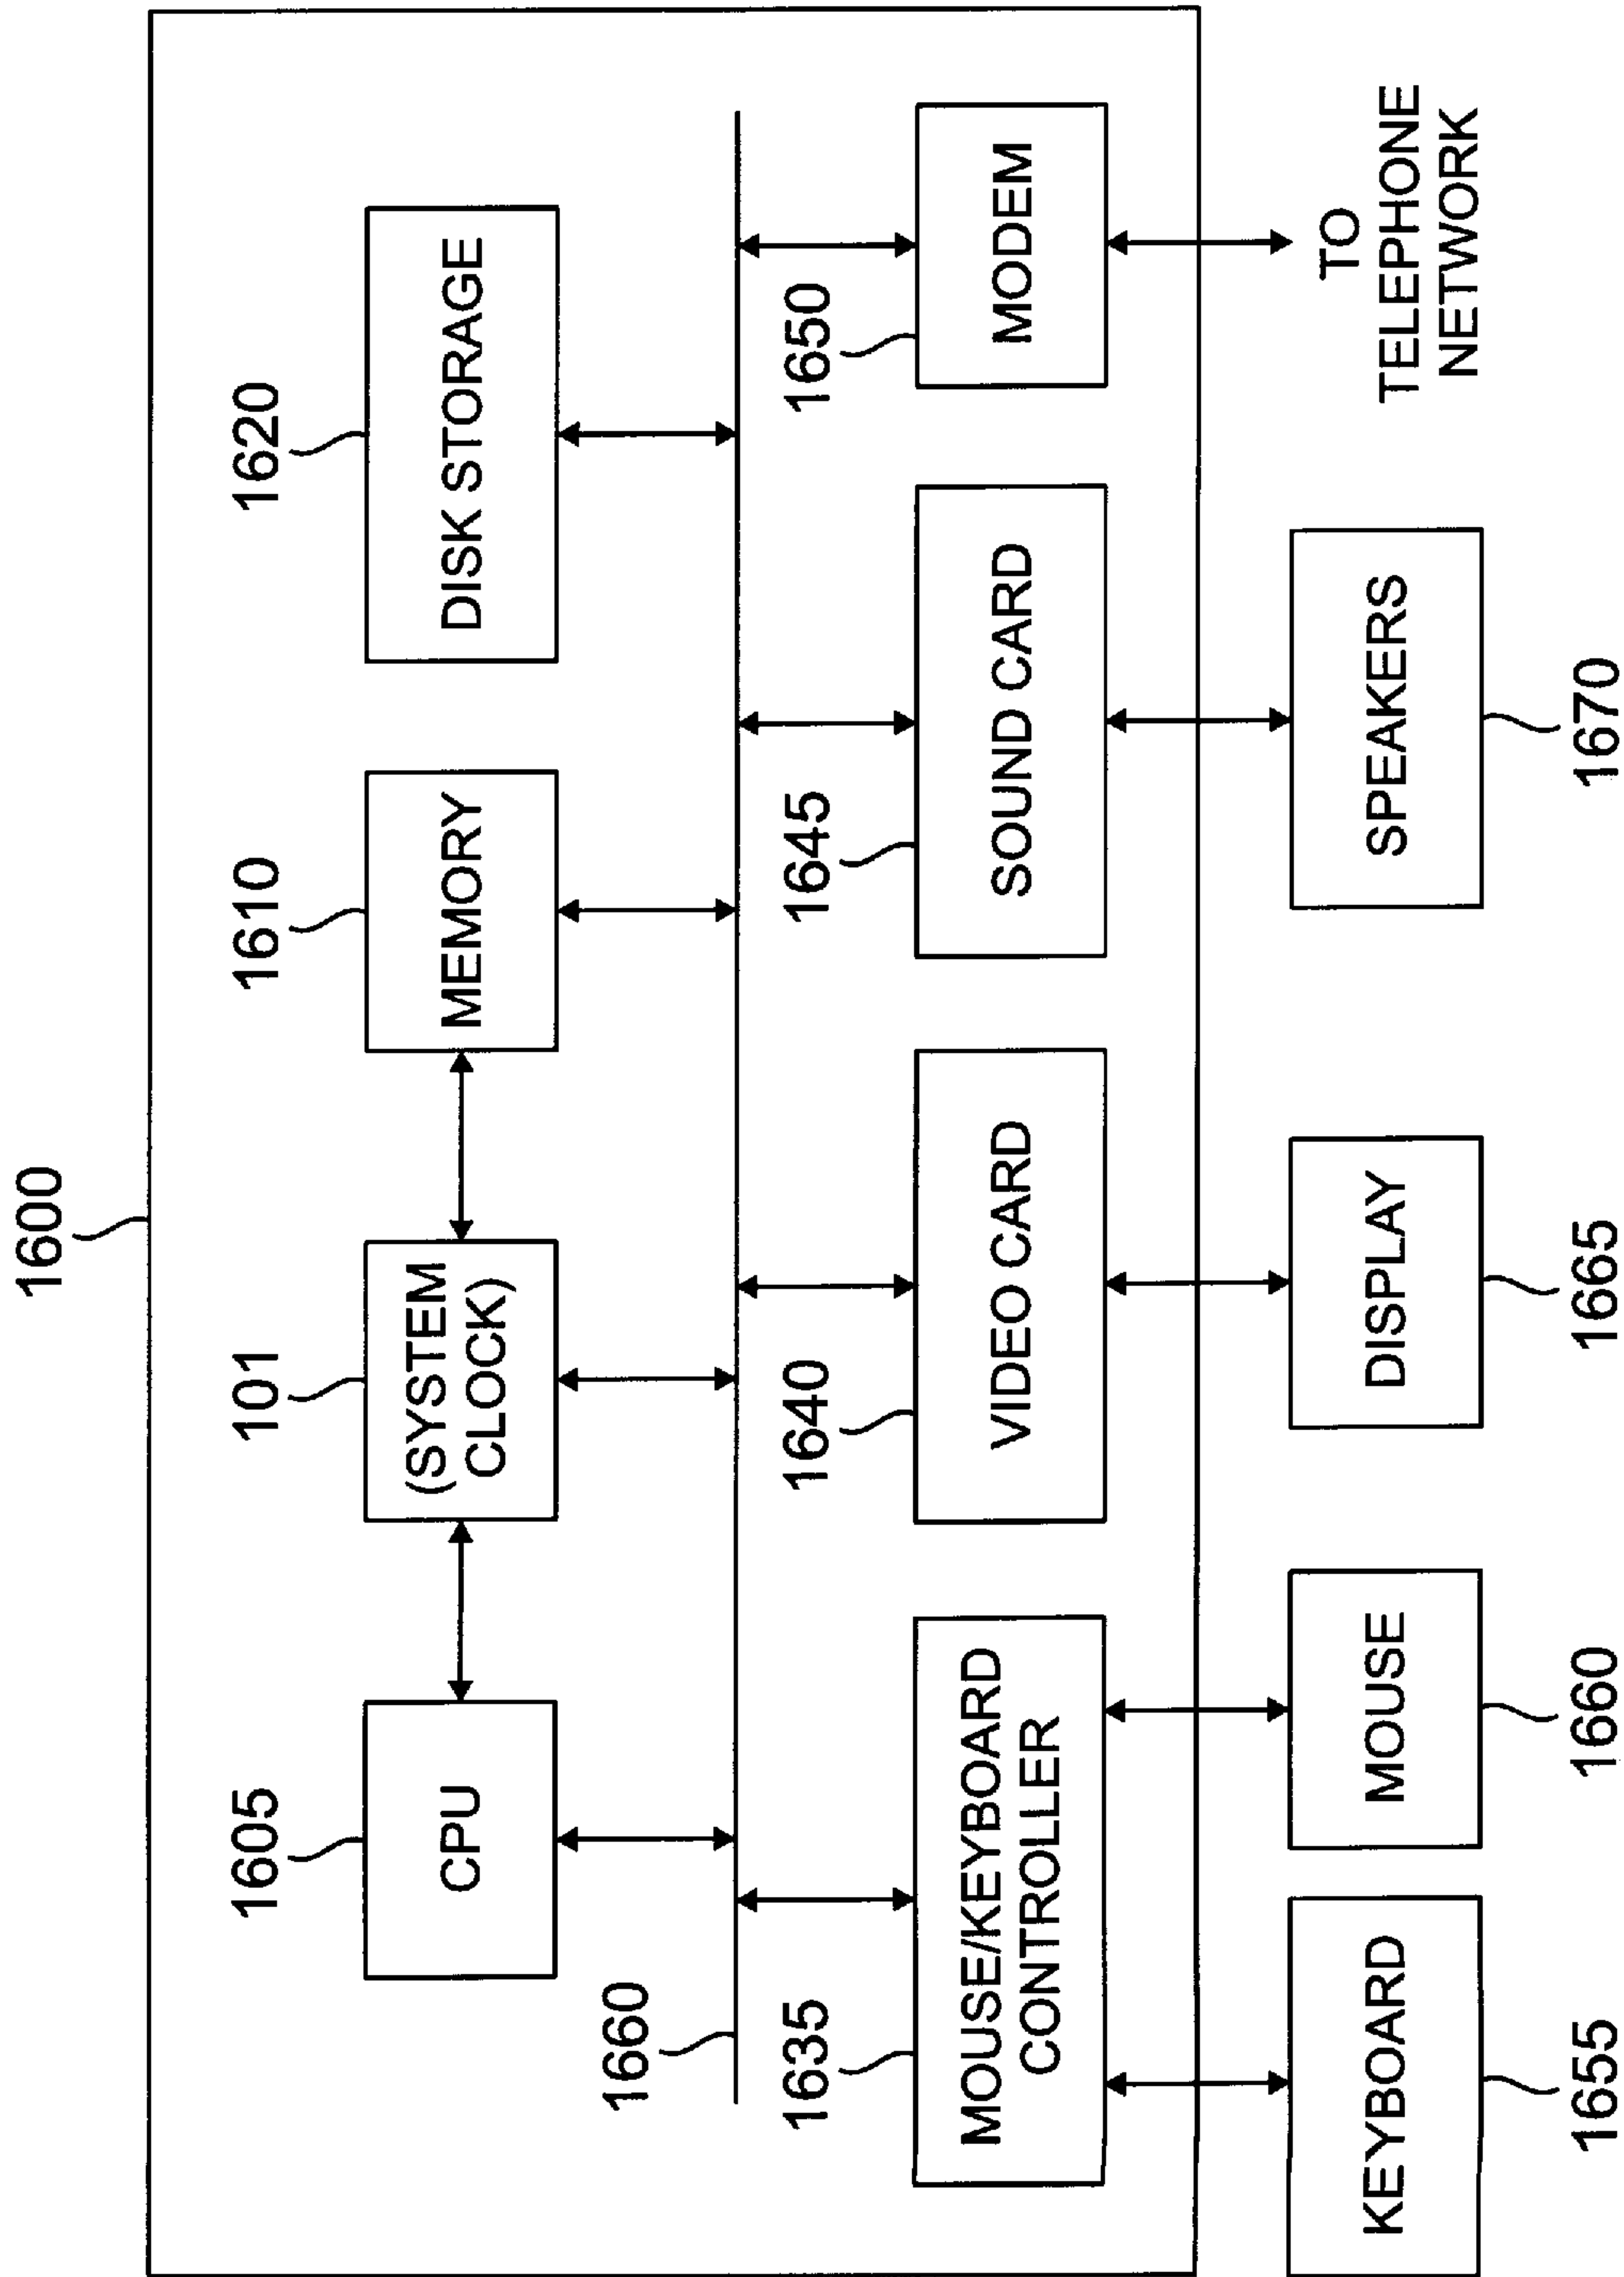 1600
1605
101
1610
1620
CPU
(SYSTEM
CLOCK)
MEMORY
DISK STORAGE
1660
1635
1640
1645
1650
MOUSE/KEYBOARD
CONTROLLER
VIDEO CARD
SOUND CARD
MODEM
KEYBOARD
MOUSE
DISPLAY
SPEAKERS
TO
TELEPHONE
NETWORK
1655
1660
1665
1670